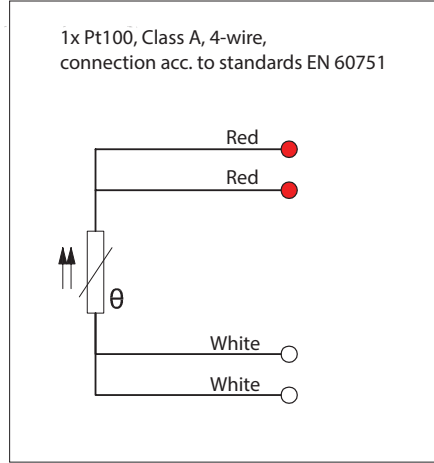 1x Pt100, Class A, 4-wire,
connection acc. to standards EN 60751
Red
Red
θ
White
White